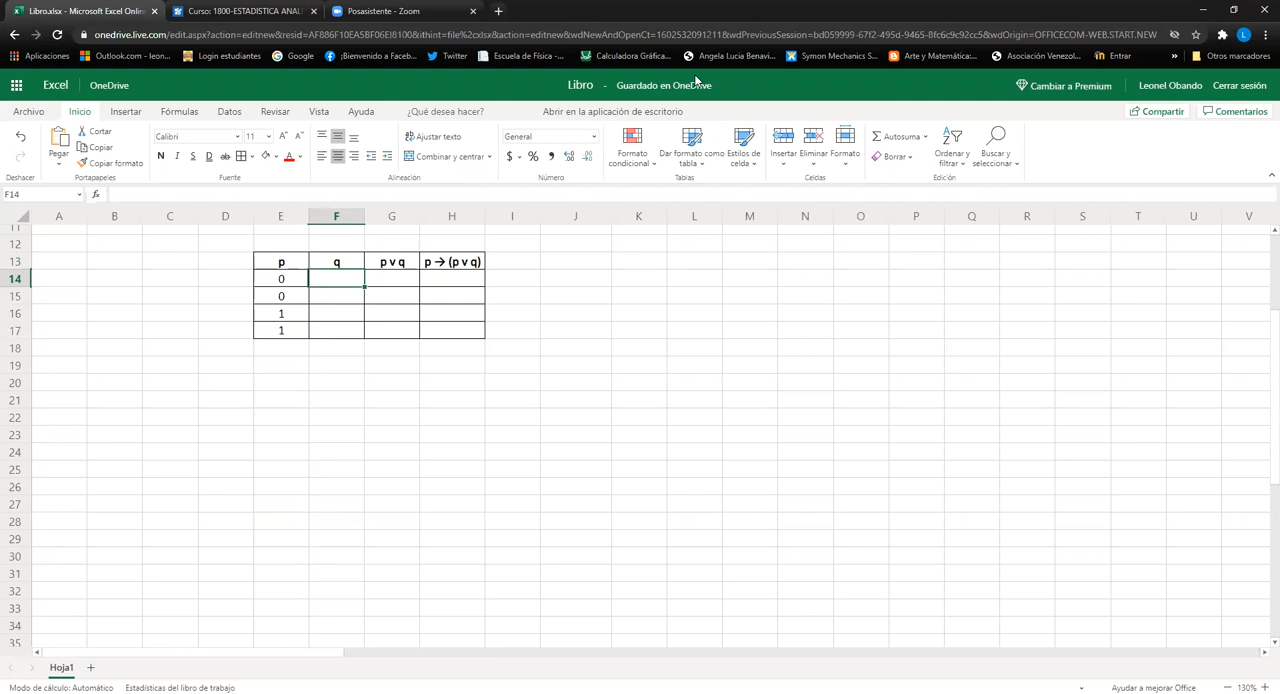 Libro.xlsx - Microsoft Excel Online
Curso: 1800-ESTADISTICA ANAL
Posasistente - Zoom
onedrive.live.com/edit.aspx?action=editnew&resid=AF886F10EA5BF06E!8100&ithint=file%2cxlsx&action=editnew&wdNewAndOpenCt=1602532091211&wdPreviousSession=bd059999-67f2-495d-9465-8fc6c9c92cc5&wdOrigin=OFFICECOM-WEB.START.NEW
Aplicaciones
Outlook.com - leon...
Login estudiantes
Google
¡Bienvenido a Faceb...
Twitter
Escuela de Física -...
Calculadora Gráfica...
Angela Lucia Benavi...
Symon Mechanics S...
Arte y Matemática:...
Asociación Venezol...
Entrar
»
Otros marcadores
Excel
OneDrive
Libro - Guardado en OneDrive
Cambiar a Premium
Leonel Obando
Cerrar sesión
Archivo
Inicio
Insertar
Fórmulas
Datos
Revisar
Vista
Ayuda
¿Qué desea hacer?
Abrir en la aplicación de escritorio
Compartir
Comentarios
Pegar
Cortar
Copiar
Copiar formato
Calibri
11
N I S D ab
Ajustar texto
Combinar y centrar
General
$ %
Formato condicional
Dar formato como tabla
Estilos de celda
Insertar
Eliminar
Formato
Autosuma
Borrar
Ordenar y filtrar
Buscar y seleccionar
Deshacer
Portapapeles
Fuente
Alineación
Número
Tablas
Celdas
Edición
F14
fx
A B C D E F G H I J K L M N O P Q R S T U V
11
12
13 p q p v q p → (p v q)
14 0
15 0
16 1
17 1
18
19
20
21
22
23
24
25
26
27
28
29
30
31
32
33
34
35
Hoja1
Modo de cálculo: Automático
Estadísticas del libro de trabajo
Ayudar a mejorar Office
130%